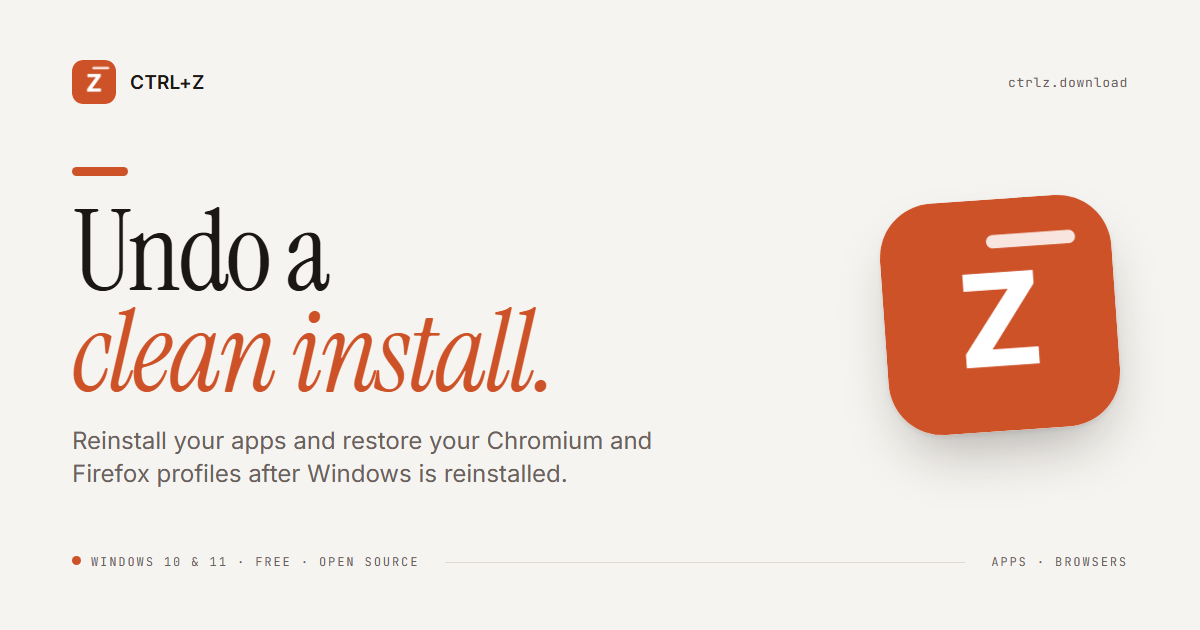 Z CTRL+Z
ctrlz.download
Undo a
clean install.
Z
Reinstall your apps and restore your Chromium and
Firefox profiles after Windows is reinstalled.
WINDOWS 10 & 11 · FREE · OPEN SOURCE
APPS · BROWSERS